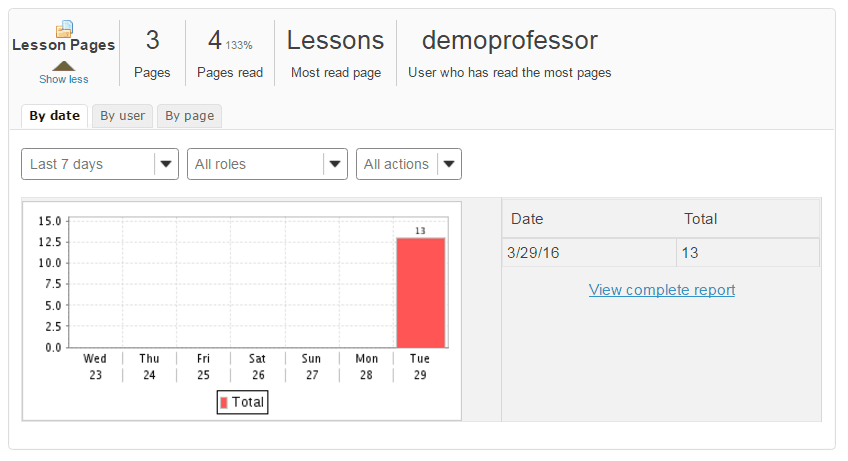 Lesson Pages
Show less
3
Pages
4 133%
Pages read
Lessons
Most read page
demoprofessor
User who has read the most pages
By date By user By page
Last 7 days All roles All actions
15.0
12.5
10.0
7.5
5.0
2.5
0.0
13
Wed Thu Fri Sat Sun Mon Tue
23 24 25 26 27 28 29
Total
Date Total
3/29/16 13
View complete report